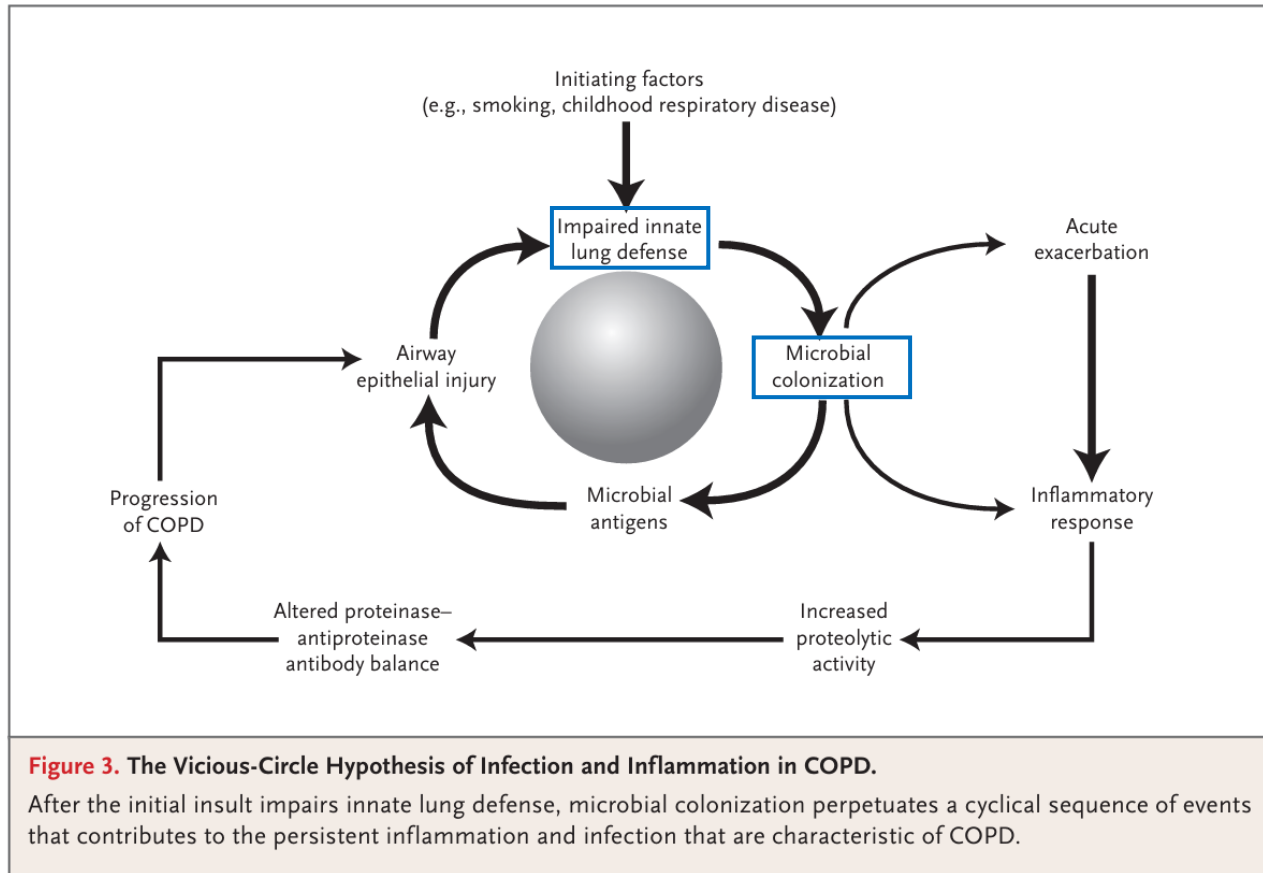 Initiating factors
(e.g., smoking, childhood respiratory disease)
Impaired innate
lung defense
Acute
exacerbation
Airway
epithelial injury
Microbial
colonization
Progression
of COPD
Microbial
antigens
Inflammatory
response
Altered proteinase–
antiproteinase
antibody balance
Increased
proteolytic
activity
Figure 3. The Vicious-Circle Hypothesis of Infection and Inflammation in COPD.
After the initial insult impairs innate lung defense, microbial colonization perpetuates a cyclical sequence of events
that contributes to the persistent inflammation and infection that are characteristic of COPD.